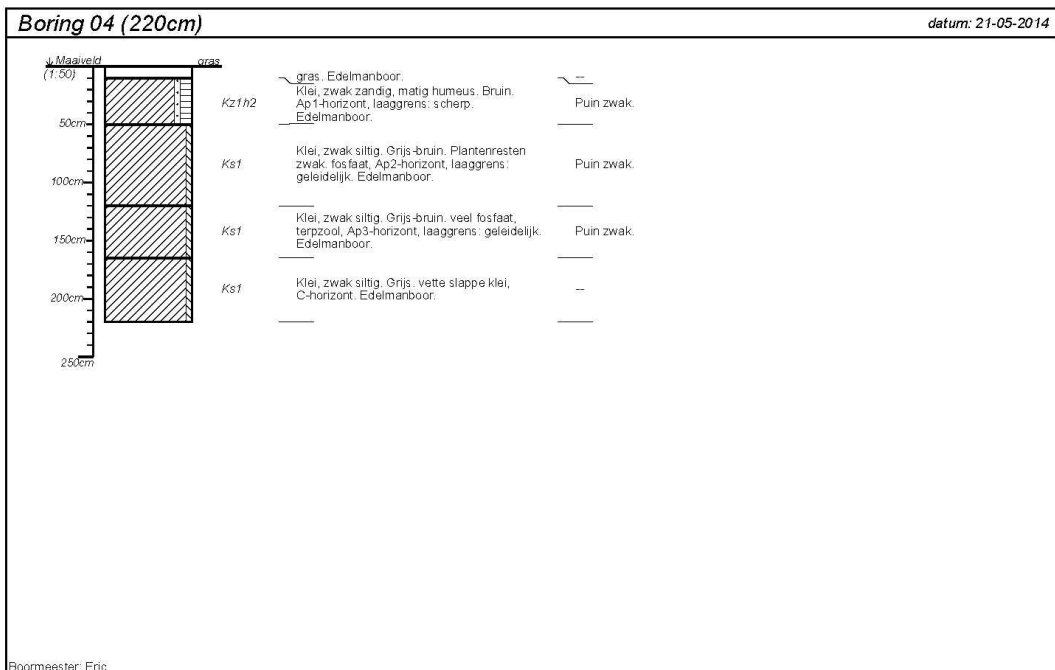 Boring 04 (220cm)
datum: 21-05-2014
↓ Maaiveld
gras
(1:50)
gras. Edelmanboor.
--
Kz1h2
Klei, zwak zandig, matig humeus. Bruin.
Ap1-horizont, laaggrens: scherp.
Edelmanboor.
Puin zwak.
50cm
Ks1
Klei, zwak siltig. Grijs-bruin. Plantenresten
zwak. fosfaat, Ap2-horizont, laaggrens:
geleidelijk. Edelmanboor.
Puin zwak.
100cm
Ks1
Klei, zwak siltig. Grijs-bruin. veel fosfaat,
terpzool, Ap3-horizont, laaggrens: geleidelijk.
Edelmanboor.
Puin zwak.
150cm
Ks1
Klei, zwak siltig. Grijs. vette slappe klei,
C-horizont. Edelmanboor.
--
200cm
250cm
Boormeester: Eric